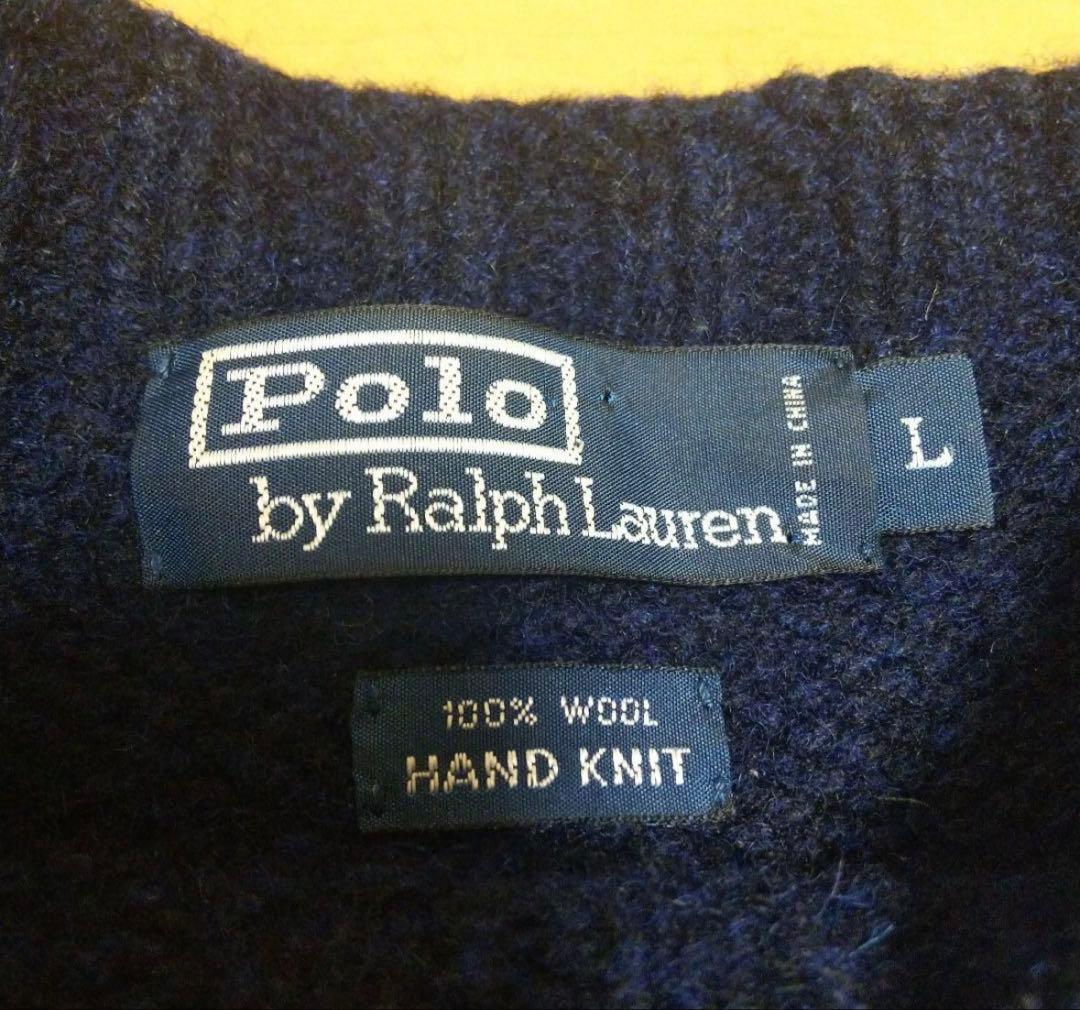 Polo
by Ralph Lauren
MADE IN CHINA
L
100% WOOL
HAND KNIT